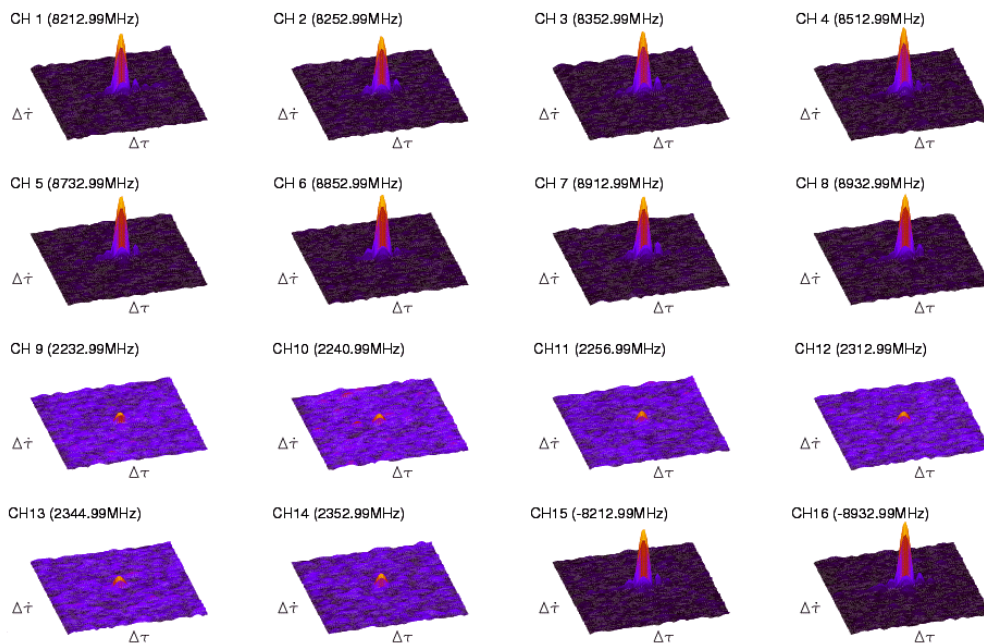 CH 1 (8212.99MHz)
CH 2 (8252.99MHz)
CH 3 (8352.99MHz)
CH 4 (8512.99MHz)
Δτ̇
Δτ
Δτ̇
Δτ
Δτ̇
Δτ
Δτ̇
Δτ
CH 5 (8732.99MHz)
CH 6 (8852.99MHz)
CH 7 (8912.99MHz)
CH 8 (8932.99MHz)
Δτ̇
Δτ
Δτ̇
Δτ
Δτ̇
Δτ
Δτ̇
Δτ
CH 9 (2232.99MHz)
CH10 (2240.99MHz)
CH11 (2256.99MHz)
CH12 (2312.99MHz)
Δτ̇
Δτ
Δτ̇
Δτ
Δτ̇
Δτ
Δτ̇
Δτ
CH13 (2344.99MHz)
CH14 (2352.99MHz)
CH15 (-8212.99MHz)
CH16 (-8932.99MHz)
Δτ̇
Δτ
Δτ̇
Δτ
Δτ̇
Δτ
Δτ̇
Δτ